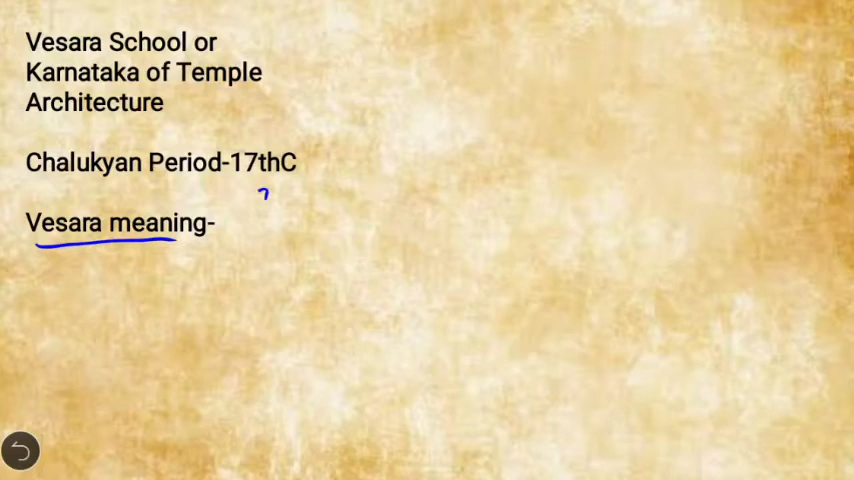 Vesara School or
Karnataka of Temple
Architecture
Chalukyan Period-17thC
Vesara meaning-